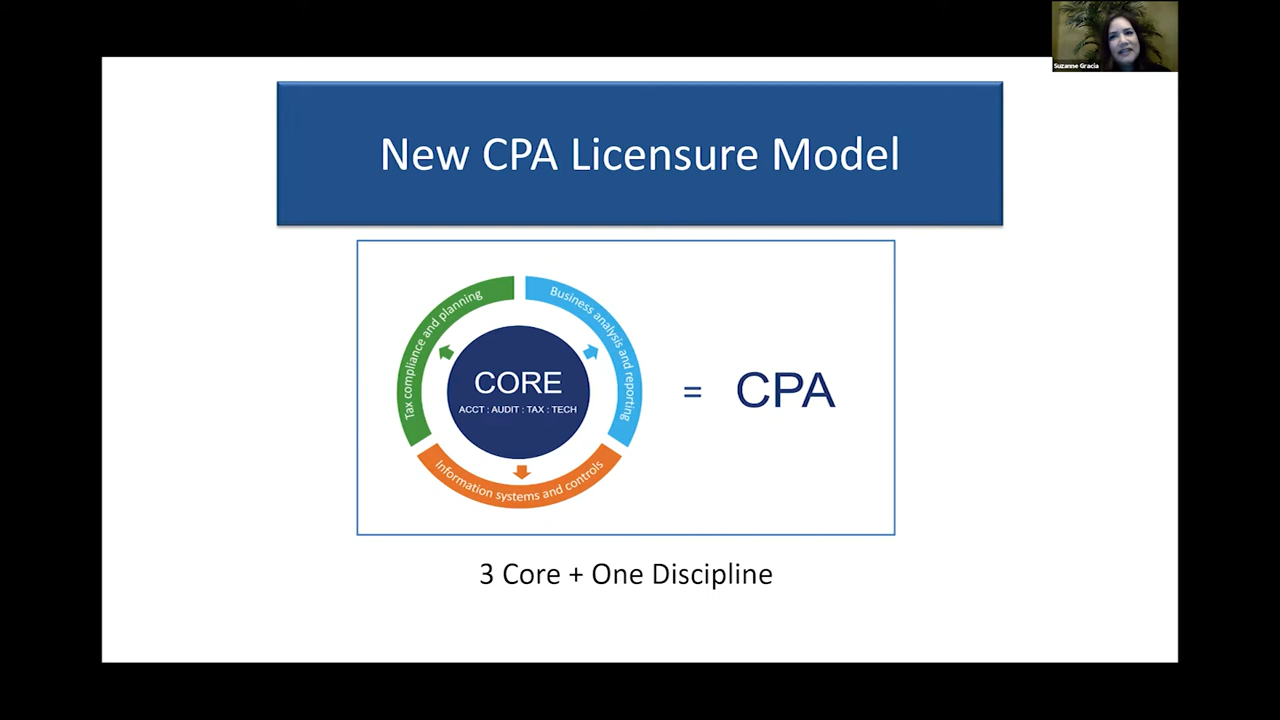 Suzanne Gracia
New CPA Licensure Model
Tax compliance and planning
Business analysis and reporting
CORE
ACCT : AUDIT : TAX : TECH
Information systems and controls
= CPA
3 Core + One Discipline